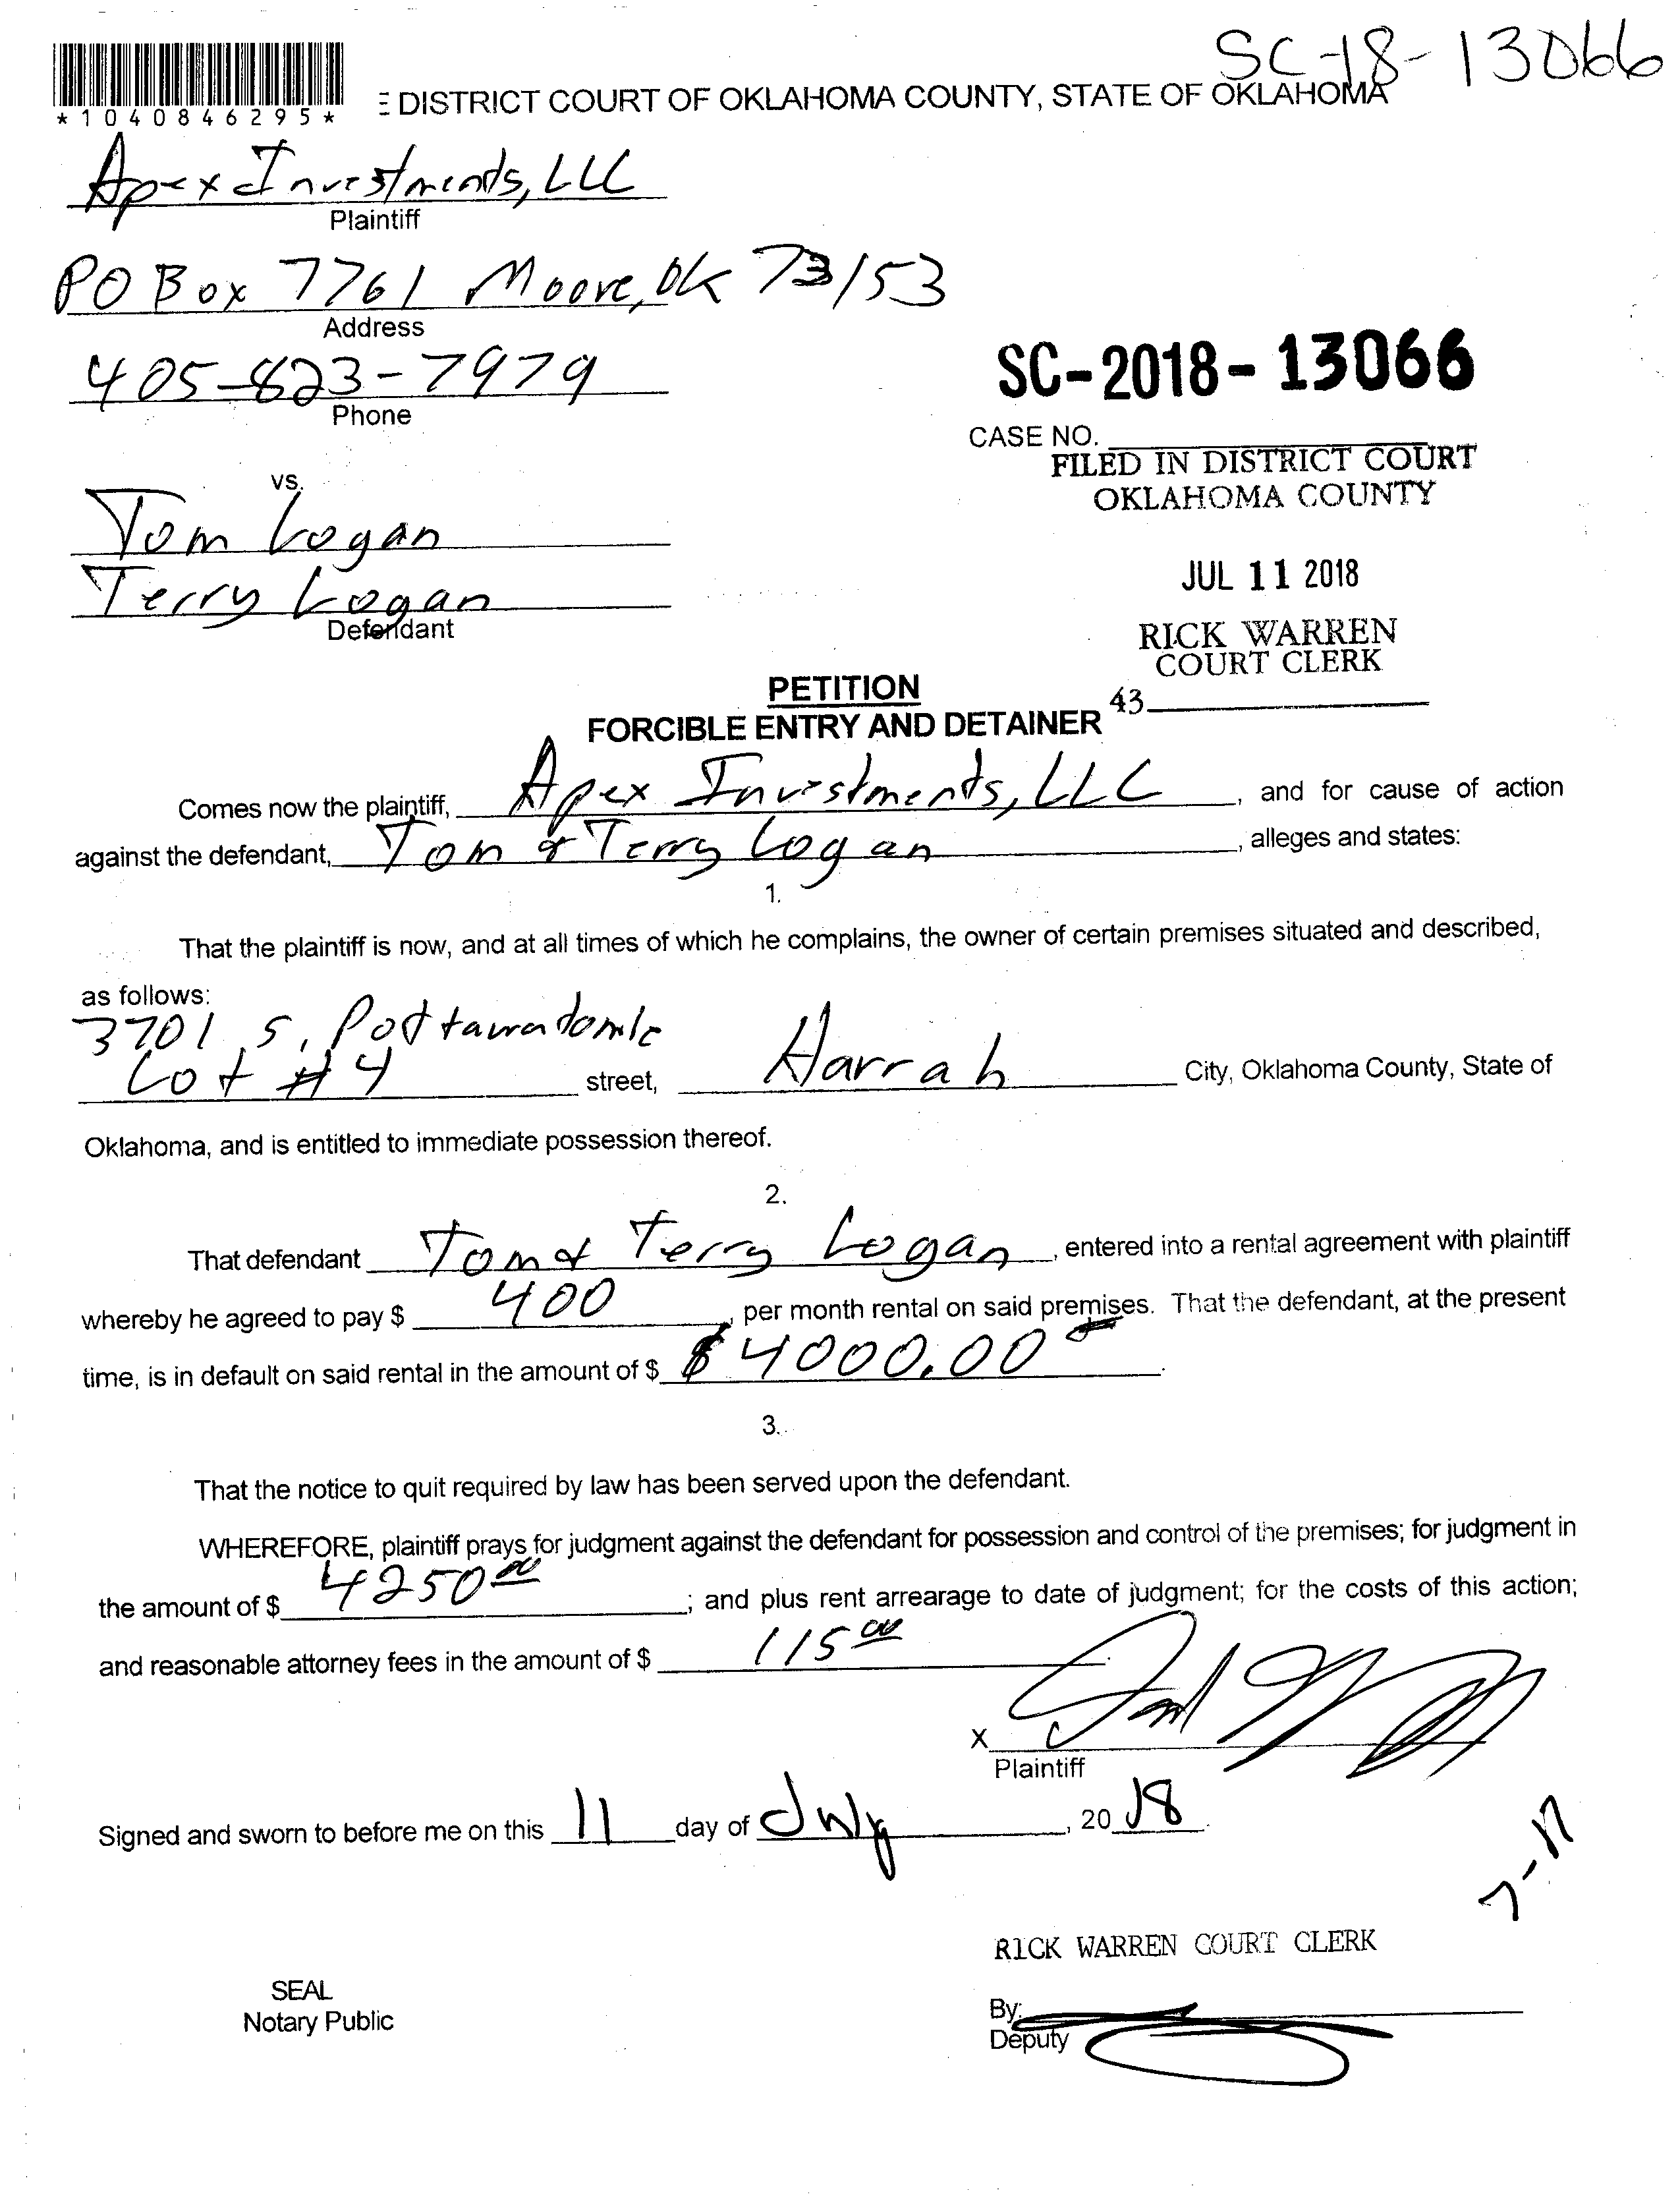 SC-18-13066
*1040846295*
E DISTRICT COURT OF OKLAHOMA COUNTY, STATE OF OKLAHOMA
Apex Investments, LLC
Plaintiff
PO Box 7761 Moore, OK 73153
Address
405-823-7979
Phone
SC-2018-13066
CASE NO.
FILED IN DISTRICT COURT
OKLAHOMA COUNTY
vs.
Tom Logan
Terry Logan
Defendant
JUL 11 2018
RICK WARREN
COURT CLERK
43
PETITION
FORCIBLE ENTRY AND DETAINER
Comes now the plaintiff, Apex Investments, LLC, and for cause of action
against the defendant, Tom & Terry Logan, alleges and states:
1.
That the plaintiff is now, and at all times of which he complains, the owner of certain premises situated and described,
as follows:
3701 S. Pottawatomie
Lot #4 street, Harrah City, Oklahoma County, State of
Oklahoma, and is entitled to immediate possession thereof.
2.
That defendant Tom & Terry Logan, entered into a rental agreement with plaintiff
whereby he agreed to pay $ 400, per month rental on said premises. That the defendant, at the present
time, is in default on said rental in the amount of $ $4000.00.
3.
That the notice to quit required by law has been served upon the defendant.
WHEREFORE, plaintiff prays for judgment against the defendant for possession and control of the premises; for judgment in
the amount of $ 4250 00; and plus rent arrearage to date of judgment; for the costs of this action;
and reasonable attorney fees in the amount of $ 115 00.
X
Plaintiff
Signed and sworn to before me on this 11 day of July, 2018.
7-17
RICK WARREN COURT CLERK
SEAL
Notary Public
By:
Deputy